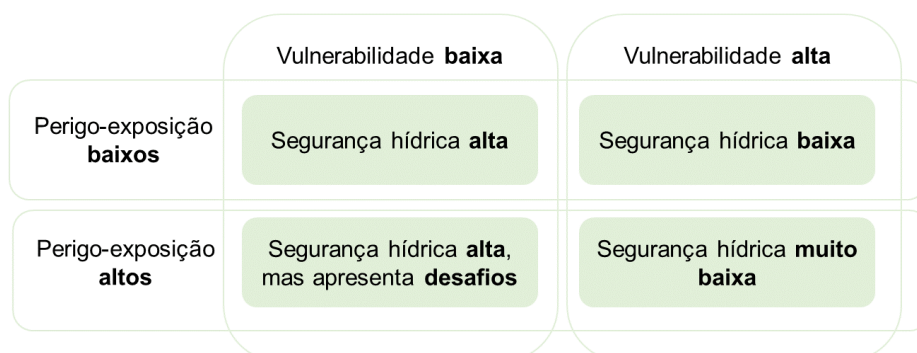 Vulnerabilidade baixa
Vulnerabilidade alta
Perigo-exposição
baixos
Segurança hídrica alta
Segurança hídrica baixa
Perigo-exposição
altos
Segurança hídrica alta,
mas apresenta desafios
Segurança hídrica muito
baixa